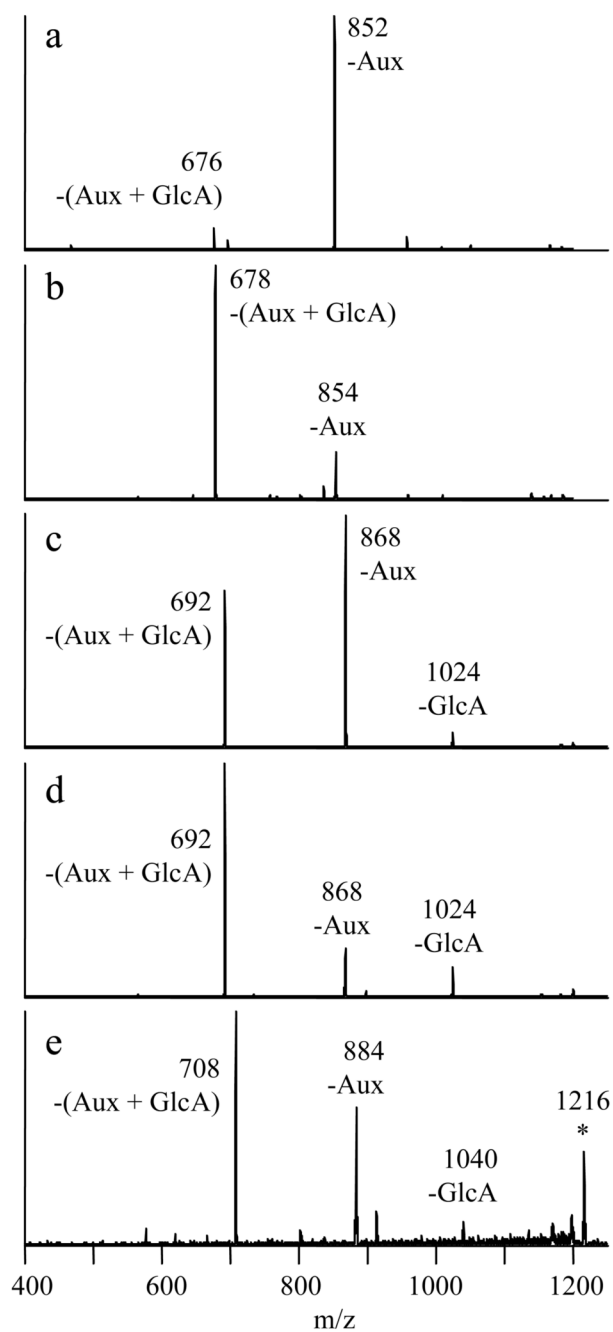 a
852
-Aux
676
-(Aux + GlcA)
b
678
-(Aux + GlcA)
854
-Aux
c
868
-Aux
692
-(Aux + GlcA)
1024
-GlcA
d
692
-(Aux + GlcA)
868
-Aux
1024
-GlcA
e
708
-(Aux + GlcA)
884
-Aux
1040
-GlcA
1216
*
400 600 800 1000 1200
m/z